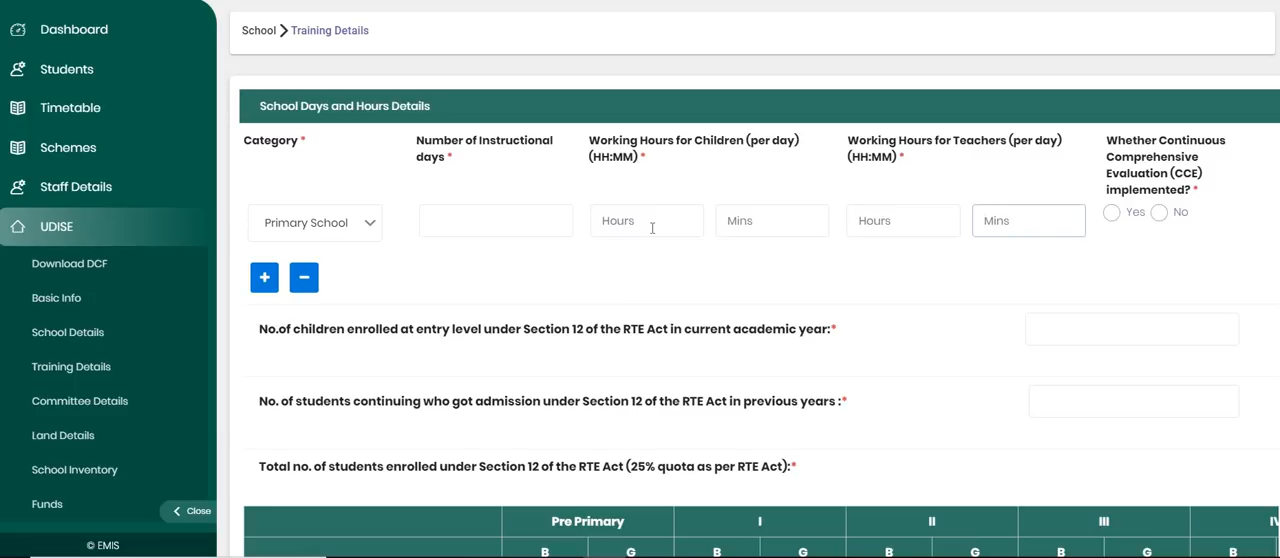 Dashboard
Students
Timetable
Schemes
Staff Details
UDISE
Download DCF
Basic Info
School Details
Training Details
Committee Details
Land Details
School Inventory
Funds
Close
© EMIS
School Training Details
School Days and Hours Details
Category *
Number of Instructional
days *
Working Hours for Children (per day)
(HH:MM) *
Working Hours for Teachers (per day)
(HH:MM) *
Whether Continuous
Comprehensive
Evaluation (CCE)
implemented? *
Primary School
Hours
Mins
Hours
Mins
Yes No
+ −
No.of children enrolled at entry level under Section 12 of the RTE Act in current academic year:*
No. of students continuing who got admission under Section 12 of the RTE Act in previous years :*
Total no. of students enrolled under Section 12 of the RTE Act (25% quota as per RTE Act):*
Pre Primary I II III
B G B G B G B G B